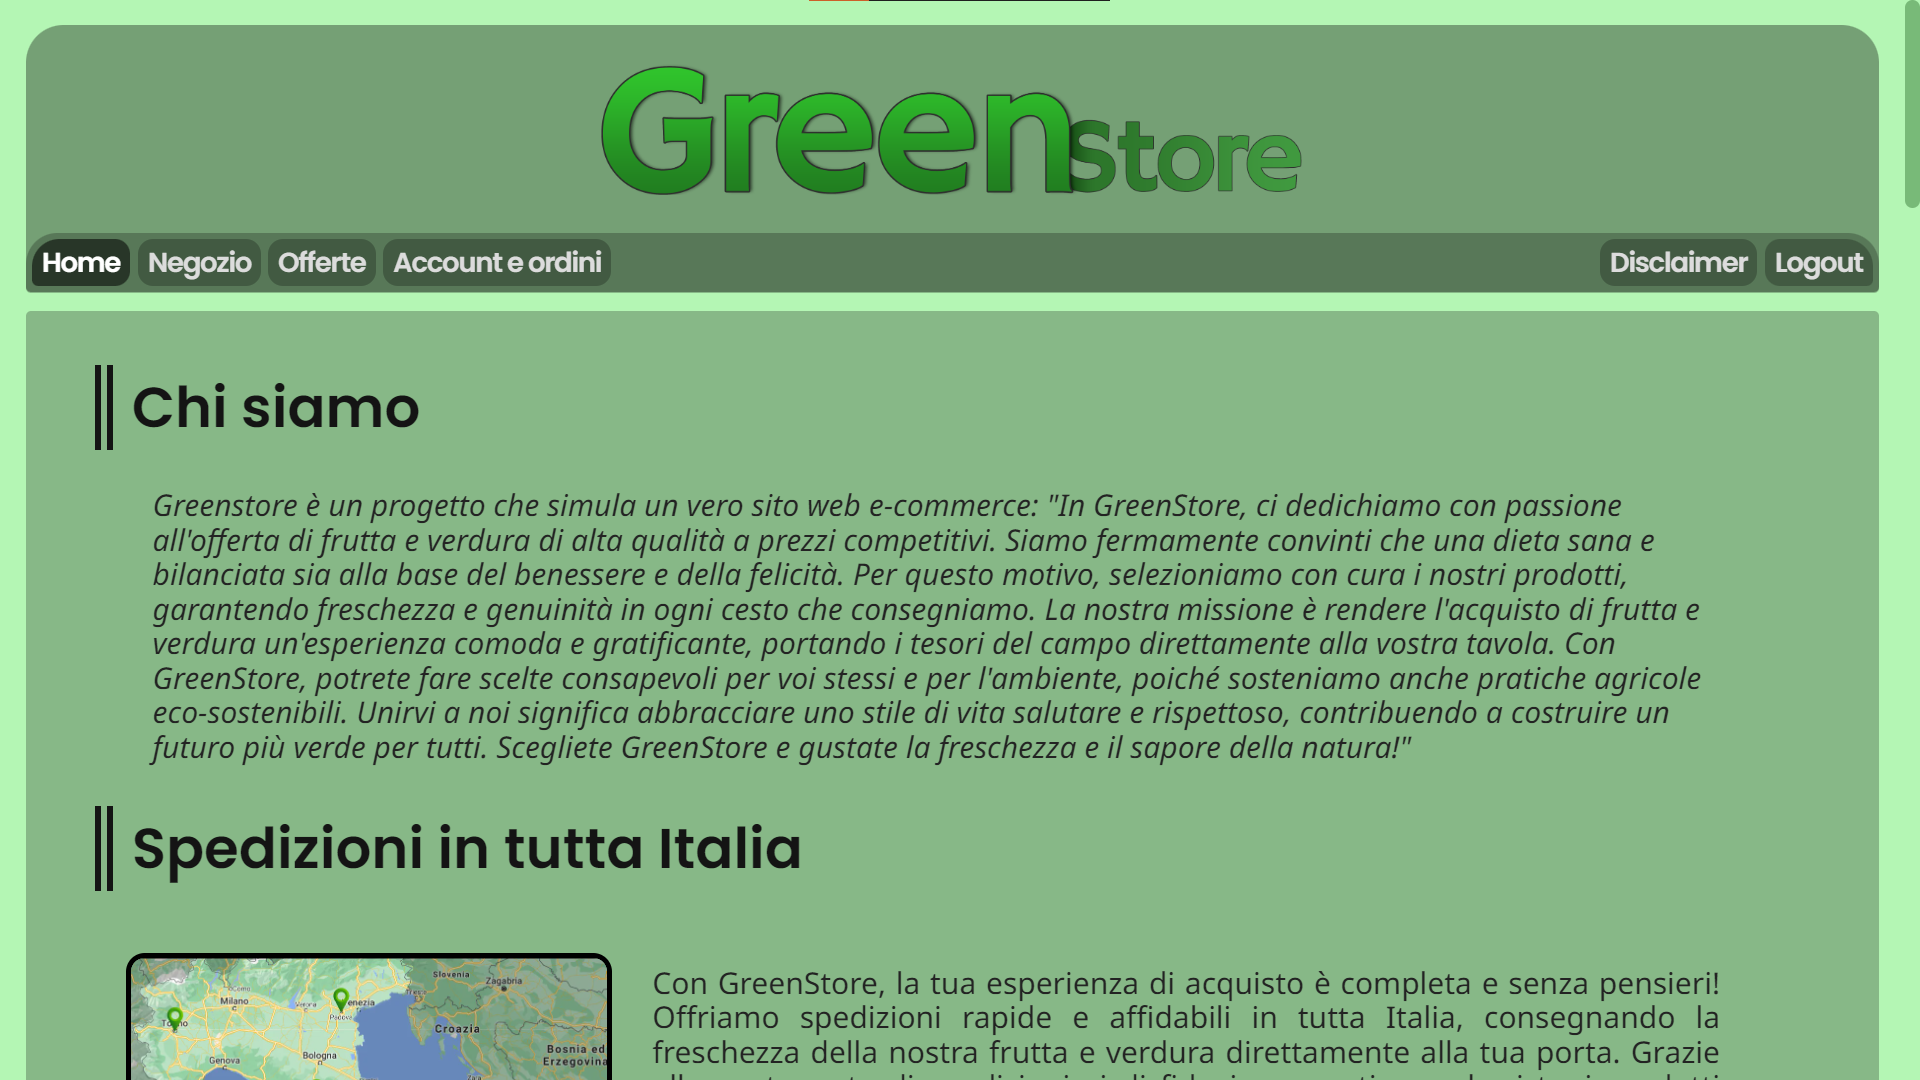 GreenStore
Home Negozio Offerte Account e ordini Disclaimer Logout
Chi siamo
Greenstore è un progetto che simula un vero sito web e-commerce: "In GreenStore, ci dedichiamo con passione
all'offerta di frutta e verdura di alta qualità a prezzi competitivi. Siamo fermamente convinti che una dieta sana e
bilanciata sia alla base del benessere e della felicità. Per questo motivo, selezioniamo con cura i nostri prodotti,
garantendo freschezza e genuinità in ogni cesto che consegniamo. La nostra missione è rendere l'acquisto di frutta e
verdura un'esperienza comoda e gratificante, portando i tesori del campo direttamente alla vostra tavola. Con
GreenStore, potrete fare scelte consapevoli per voi stessi e per l'ambiente, poiché sosteniamo anche pratiche agricole
eco-sostenibili. Unirvi a noi significa abbracciare uno stile di vita salutare e rispettoso, contribuendo a costruire un
futuro più verde per tutti. Scegliete GreenStore e gustate la freschezza e il sapore della natura!"
Spedizioni in tutta Italia
Slovenia
Zagabria
Milano
Verona
Padova
Croazia
Genova
Bologna
Bosnia ed
Erzegovina
Con GreenStore, la tua esperienza di acquisto è completa e senza pensieri!
Offriamo spedizioni rapide e affidabili in tutta Italia, consegnando la
freschezza della nostra frutta e verdura direttamente alla tua porta. Grazie